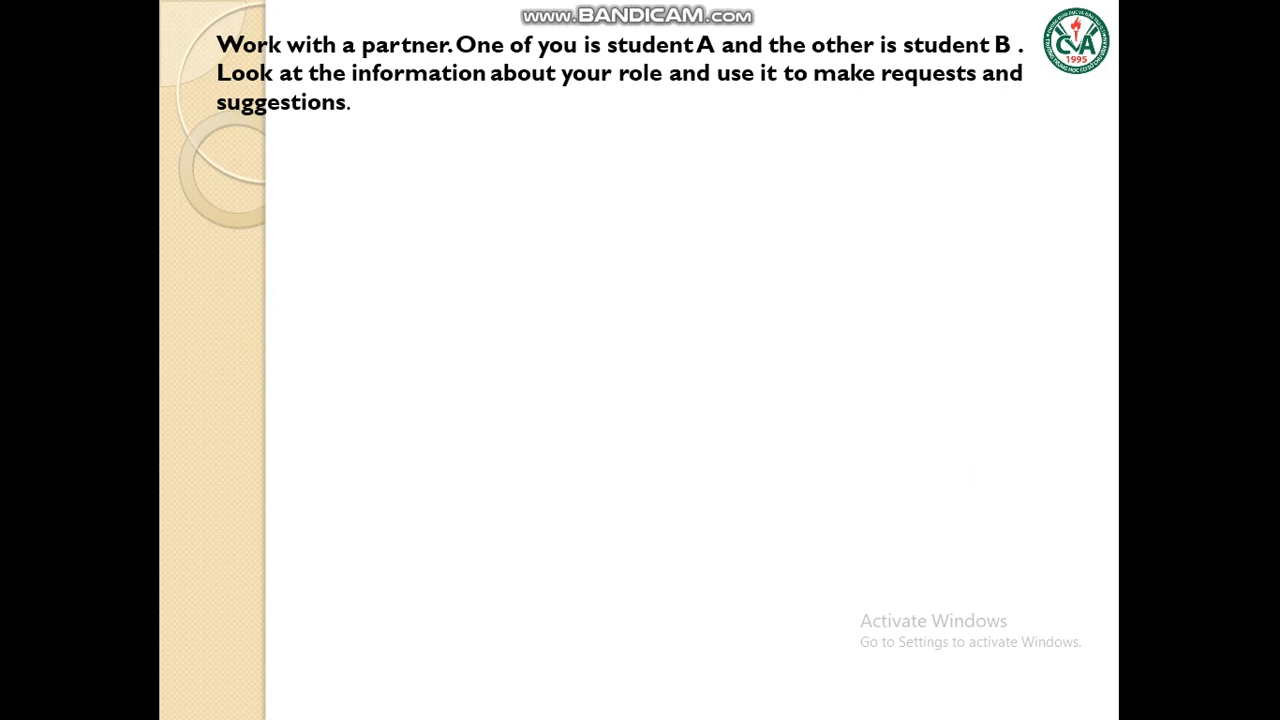 www.BANDICAM.com
Work with a partner. One of you is student A and the other is student B .
Look at the information about your role and use it to make requests and
suggestions.
CVA
1995
Activate Windows
Go to Settings to activate Windows.